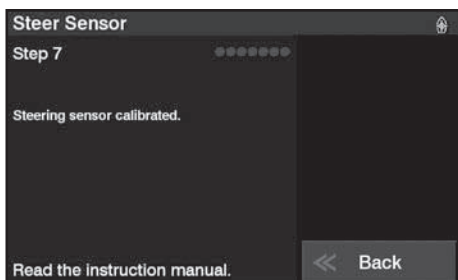 Steer Sensor
Step 7
Steering sensor calibrated.
Read the instruction manual.
Back